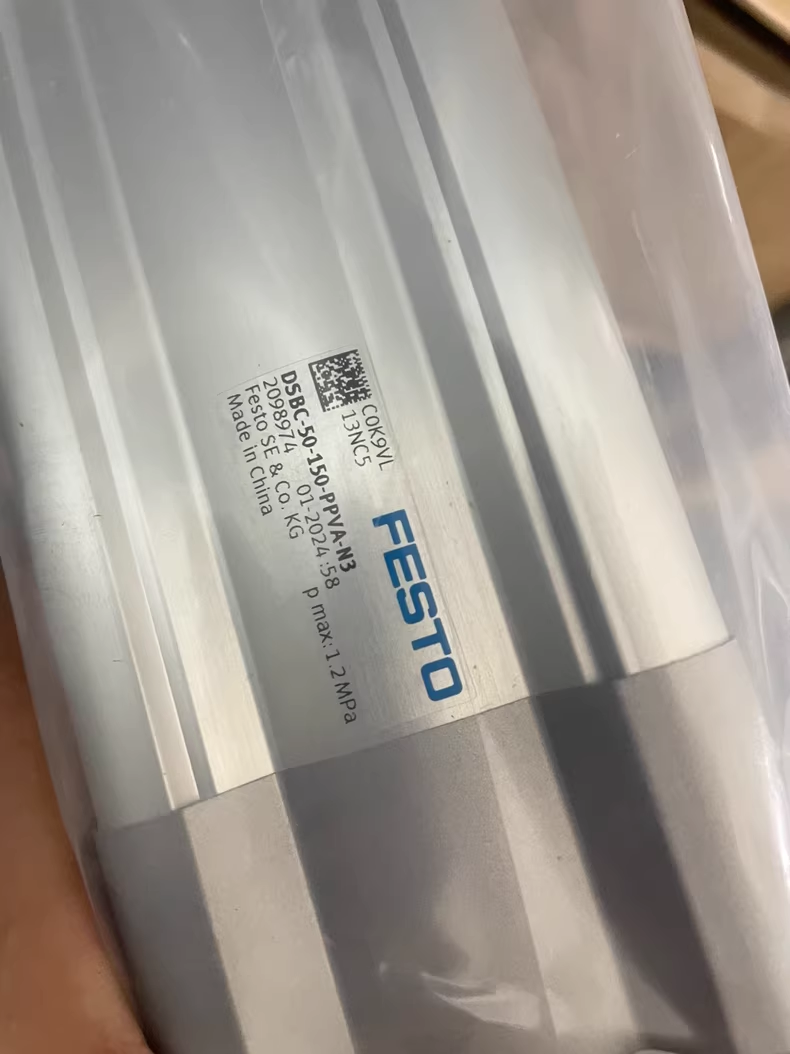 C0K9VL
13NC5
DSBC-50-150-PPVA-N3
2098974 01-2024:58
Festo SE & Co. KG p max: 1.2 MPa
Made in China
FESTO